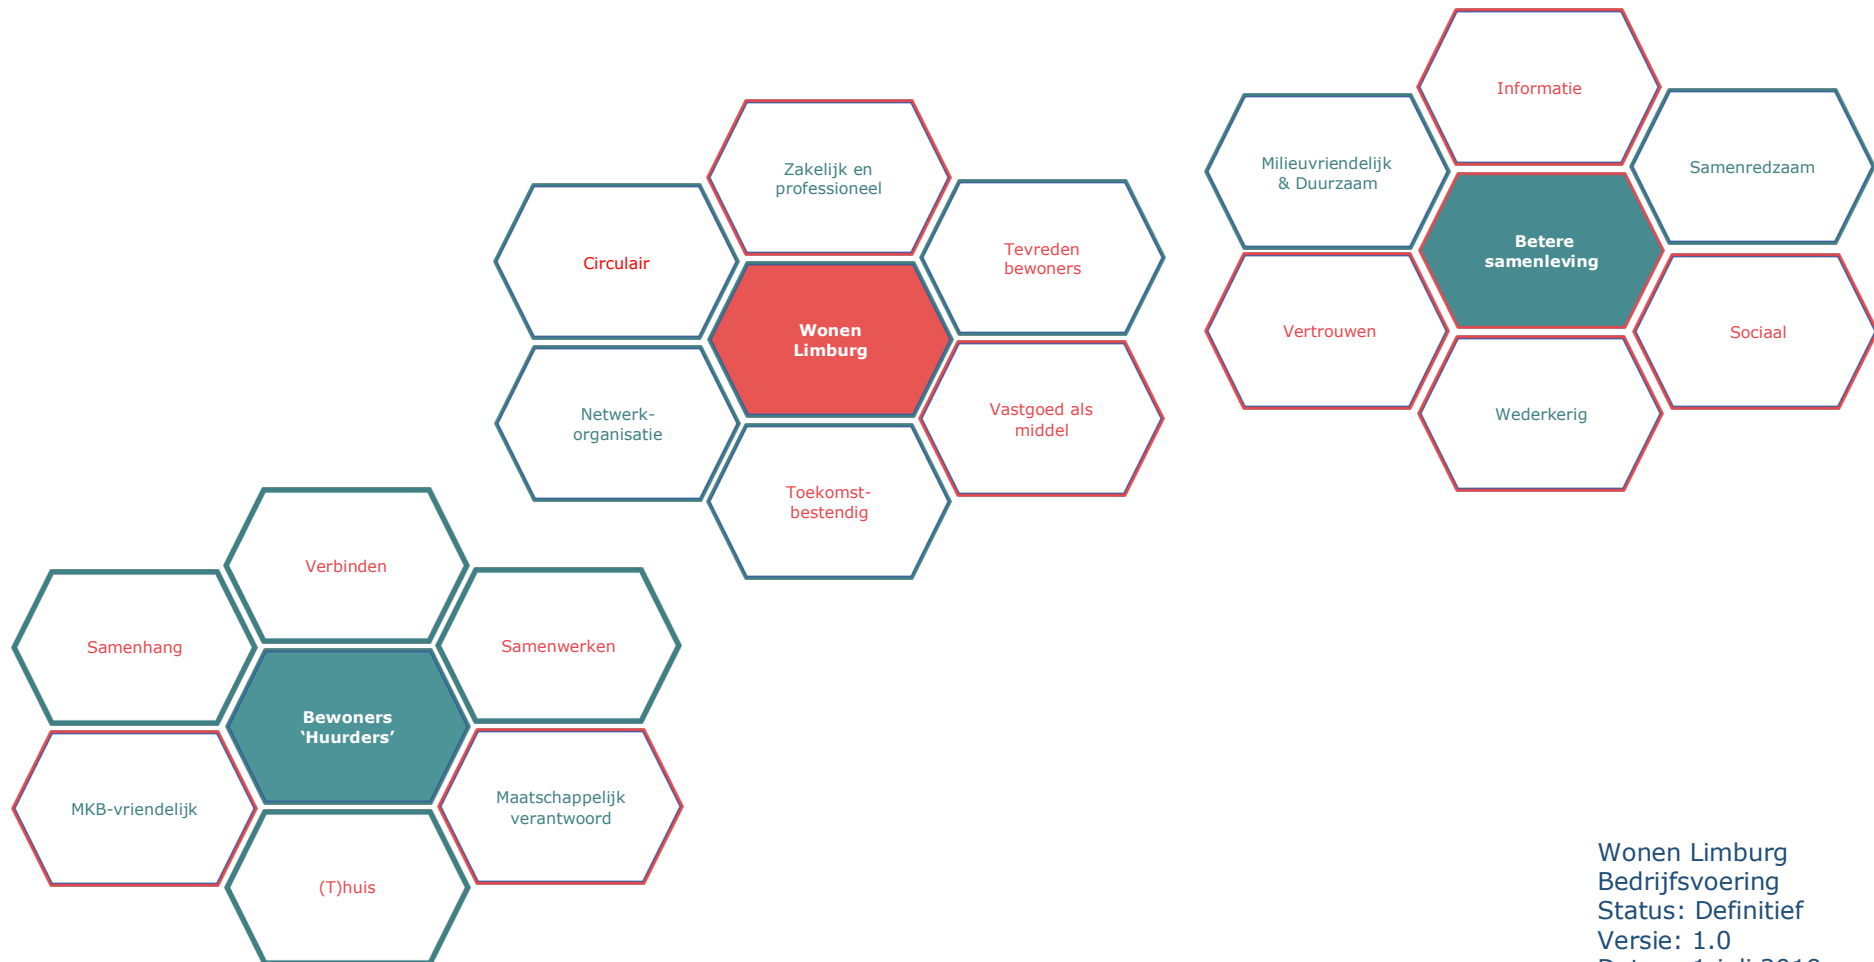 Informatie
Milieuvriendelijk
& Duurzaam
Samenredzaam
Betere
samenleving
Vertrouwen
Sociaal
Wederkerig
Zakelijk en
professioneel
Circulair
Tevreden
bewoners
Wonen
Limburg
Netwerk-
organisatie
Vastgoed als
middel
Toekomst-
bestendig
Verbinden
Samenhang
Samenwerken
Bewoners
‘Huurders’
MKB-vriendelijk
Maatschappelijk
verantwoord
(T)huis
Wonen Limburg
Bedrijfsvoering
Status: Definitief
Versie: 1.0